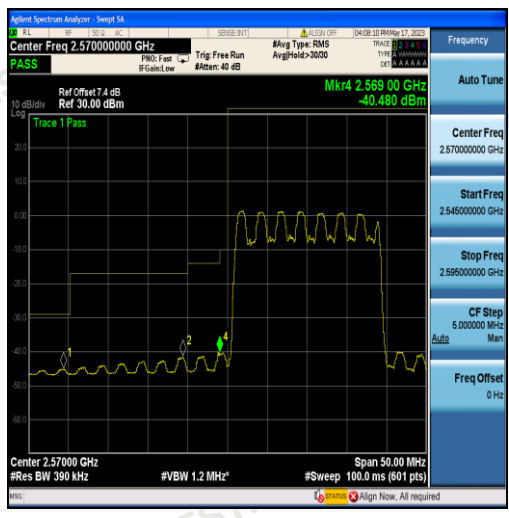 Agilent Spectrum Analyzer - Swept SA
RL RF 50 Ω AC SENSE:INT ALIGN OFF 04:08:10 PM May 17, 2023
Center Freq 2.570000000 GHz
PASS
PNO: Fast
IFGain:Low
Trig: Free Run
#Atten: 40 dB
#Avg Type: RMS
Avg|Hold>30/30
TRACE 1 2 3 4 5 6
TYPE
DET A A A A A A
Frequency
Mkr4 2.569 00 GHz
-40.480 dBm
Ref Offset 7.4 dB
Ref 30.00 dBm
10 dB/div
Log
Trace 1 Pass
20.0
10.0
0.00
-10.0
-20.0
-30.0
-40.0
-50.0
-60.0
1
2
4
Center 2.57000 GHz
#Res BW 390 kHz
#VBW 1.2 MHz*
Span 50.00 MHz
#Sweep 100.0 ms (601 pts)
Auto Tune
Center Freq
2.570000000 GHz
Start Freq
2.545000000 GHz
Stop Freq
2.595000000 GHz
CF Step
5.000000 MHz
Auto Man
Freq Offset
0 Hz
MSG STATUS Align Now, All required